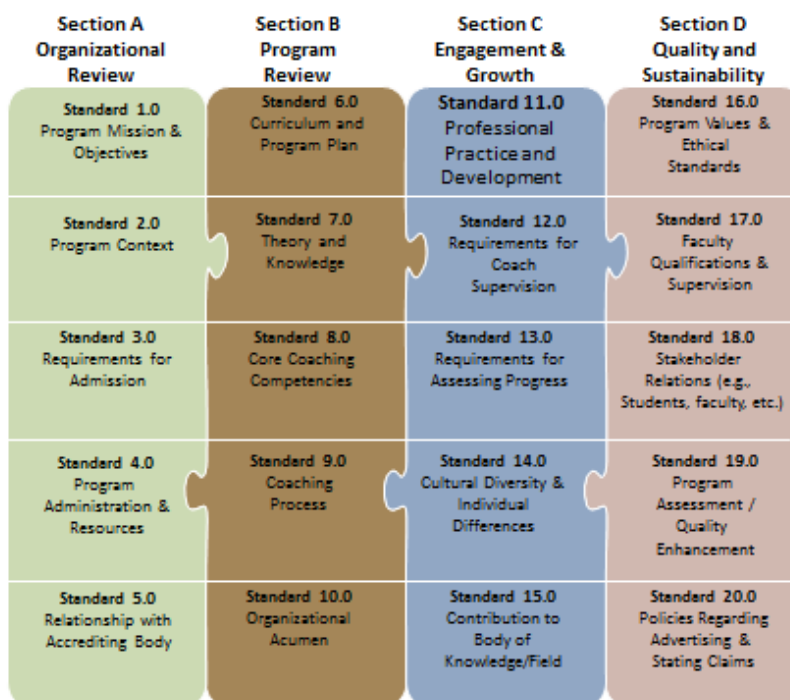 Section A
Organizational
Review
Standard 1.0
Program Mission &
Objectives
Standard 2.0
Program Context
Standard 3.0
Requirements for
Admission
Standard 4.0
Program
Administration &
Resources
Standard 5.0
Relationship with
Accrediting Body
Section B
Program
Review
Standard 6.0
Curriculum and
Program Plan
Standard 7.0
Theory and
Knowledge
Standard 8.0
Core Coaching
Competencies
Standard 9.0
Coaching
Process
Standard 10.0
Organizational
Acumen
Section C
Engagement &
Growth
Standard 11.0
Professional
Practice and
Development
Standard 12.0
Requirements for
Coach
Supervision
Standard 13.0
Requirements for
Assessing Progress
Standard 14.0
Cultural Diversity &
Individual
Differences
Standard 15.0
Contribution to
Body of
Knowledge/Field
Section D
Quality and
Sustainability
Standard 16.0
Program Values &
Ethical
Standards
Standard 17.0
Faculty
Qualifications &
Supervision
Standard 18.0
Stakeholder
Relations (e.g.,
Students, faculty, etc.)
Standard 19.0
Program
Assessment /
Quality
Enhancement
Standard 20.0
Policies Regarding
Advertising &
Stating Claims